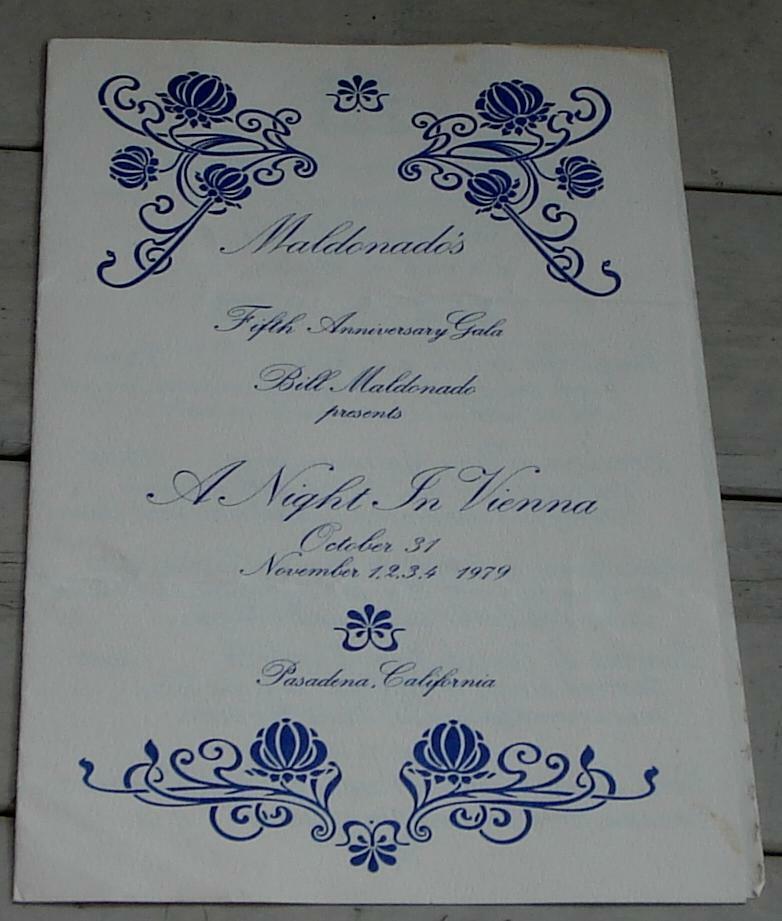 Maldonado's
Fifth Anniversary Gala
Bill Maldonado
presents
A Night In Vienna
October 31
November 1,2,3,4 1979
Pasadena, California